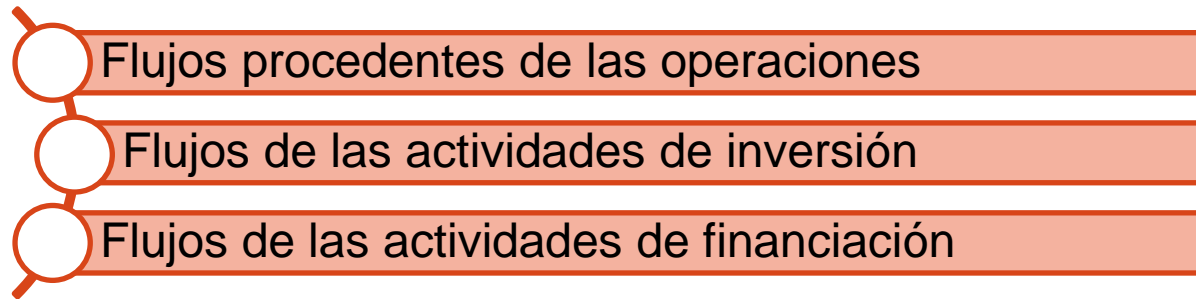 Flujos procedentes de las operaciones
Flujos de las actividades de inversión
Flujos de las actividades de financiación